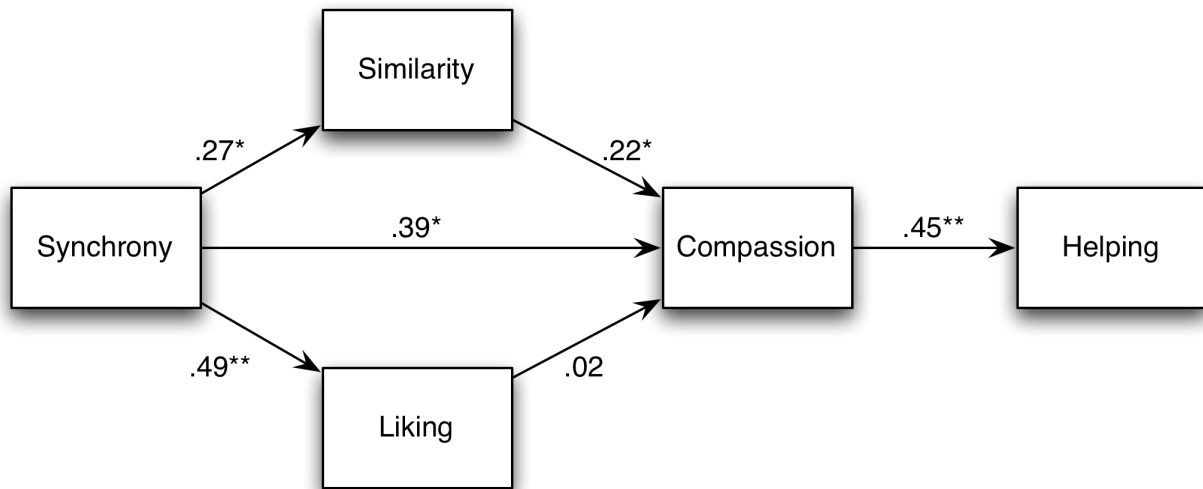 Similarity
.27*
.22*
Synchrony
.39*
Compassion
.45**
Helping
.49**
.02
Liking